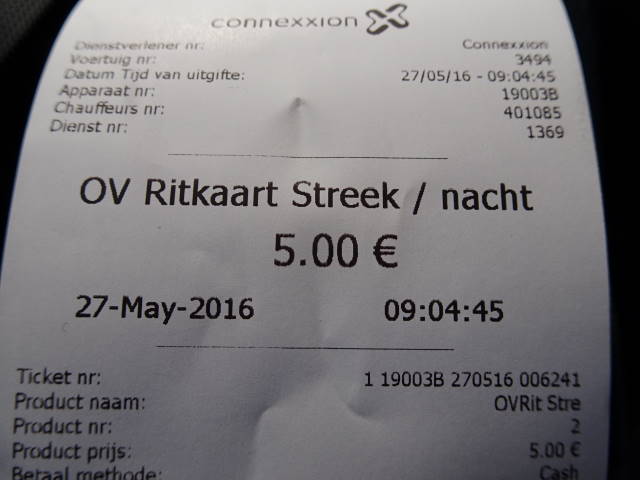 connexxion
Dienstverlener nr: Connexxion
Voertuig nr: 3494
Datum Tijd van uitgifte: 27/05/16 - 09:04:45
Apparaat nr: 19003B
Chauffeurs nr: 401085
Dienst nr: 1369
OV Ritkaart Streek / nacht
5.00 €
27-May-2016 09:04:45
Ticket nr: 1 19003B 270516 006241
Product naam: OVRit Stre
Product nr: 2
Product prijs: 5.00 €
Betaal methode: Cash